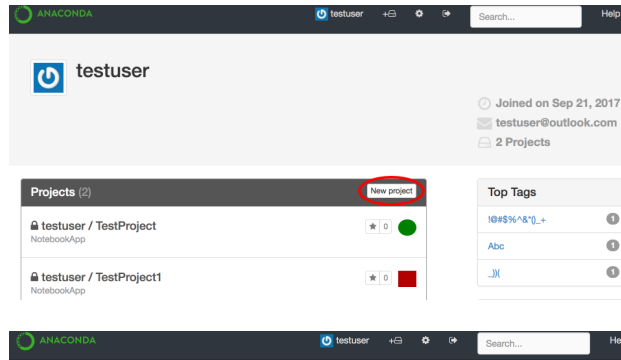 ANACONDA testuser Search... Help
testuser
Joined on Sep 21, 2017
testuser@outlook.com
2 Projects
Projects (2) New project
testuser / TestProject 0
NotebookApp
testuser / TestProject1 0
NotebookApp
Top Tags
!@#$%^&*()_+ 1
Abc 1
_)){ 1
ANACONDA testuser Search... He